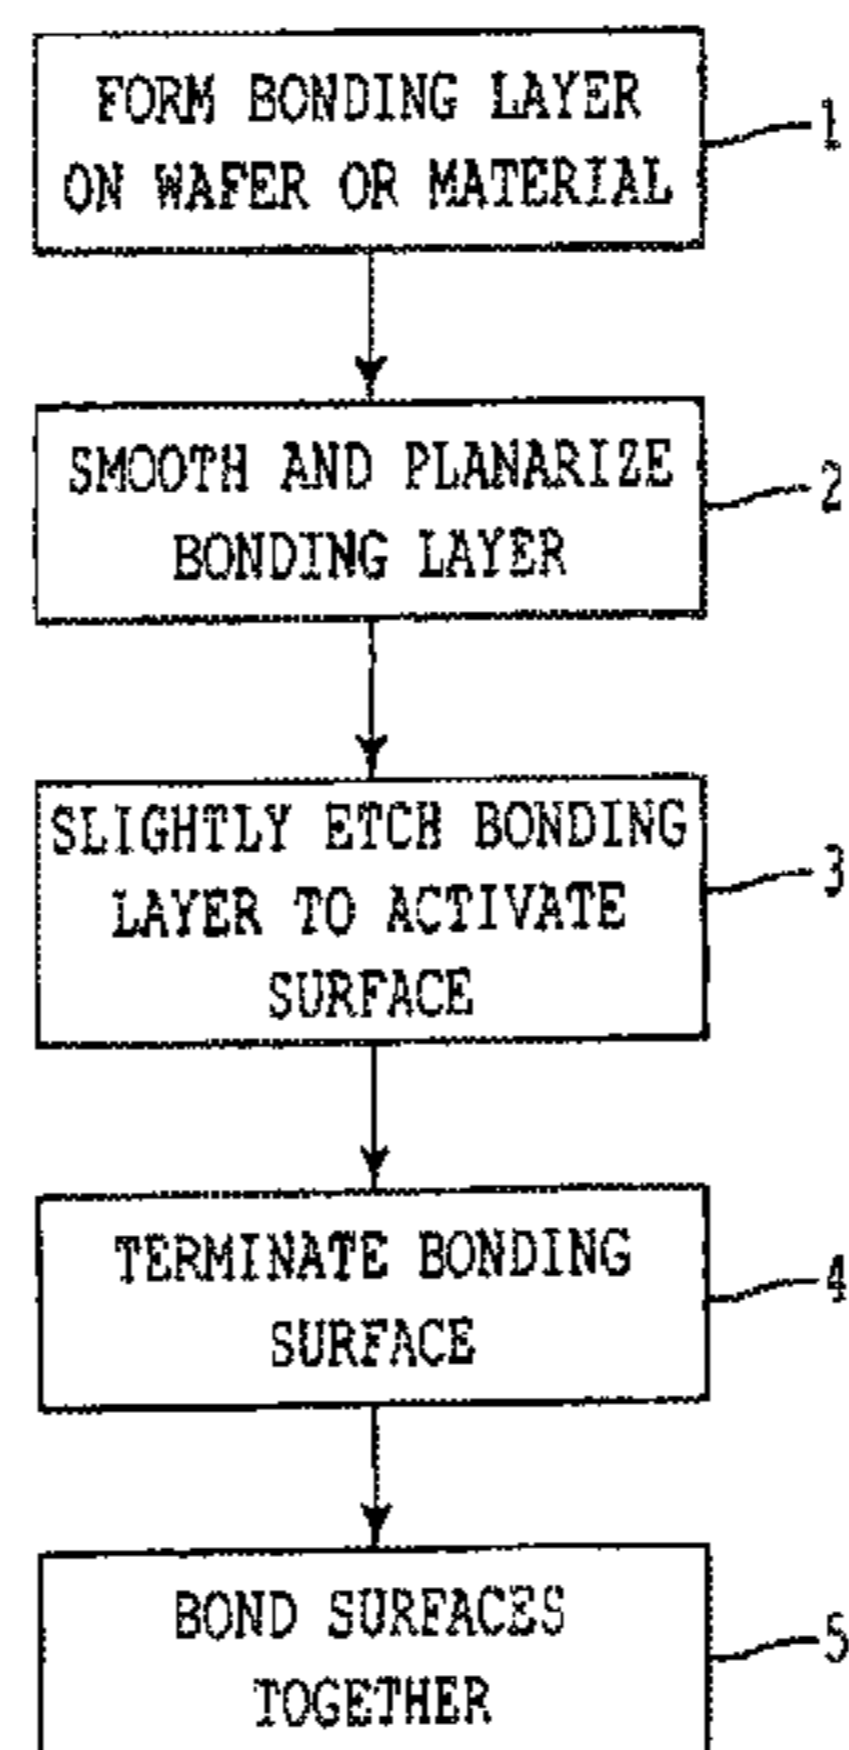 FORM BONDING LAYER
ON WAFER OR MATERIAL
1
SMOOTH AND PLANARIZE
BONDING LAYER
2
SLIGHTLY ETCH BONDING
LAYER TO ACTIVATE
SURFACE
3
TERMINATE BONDING
SURFACE
4
BOND SURFACES
TOGETHER
5